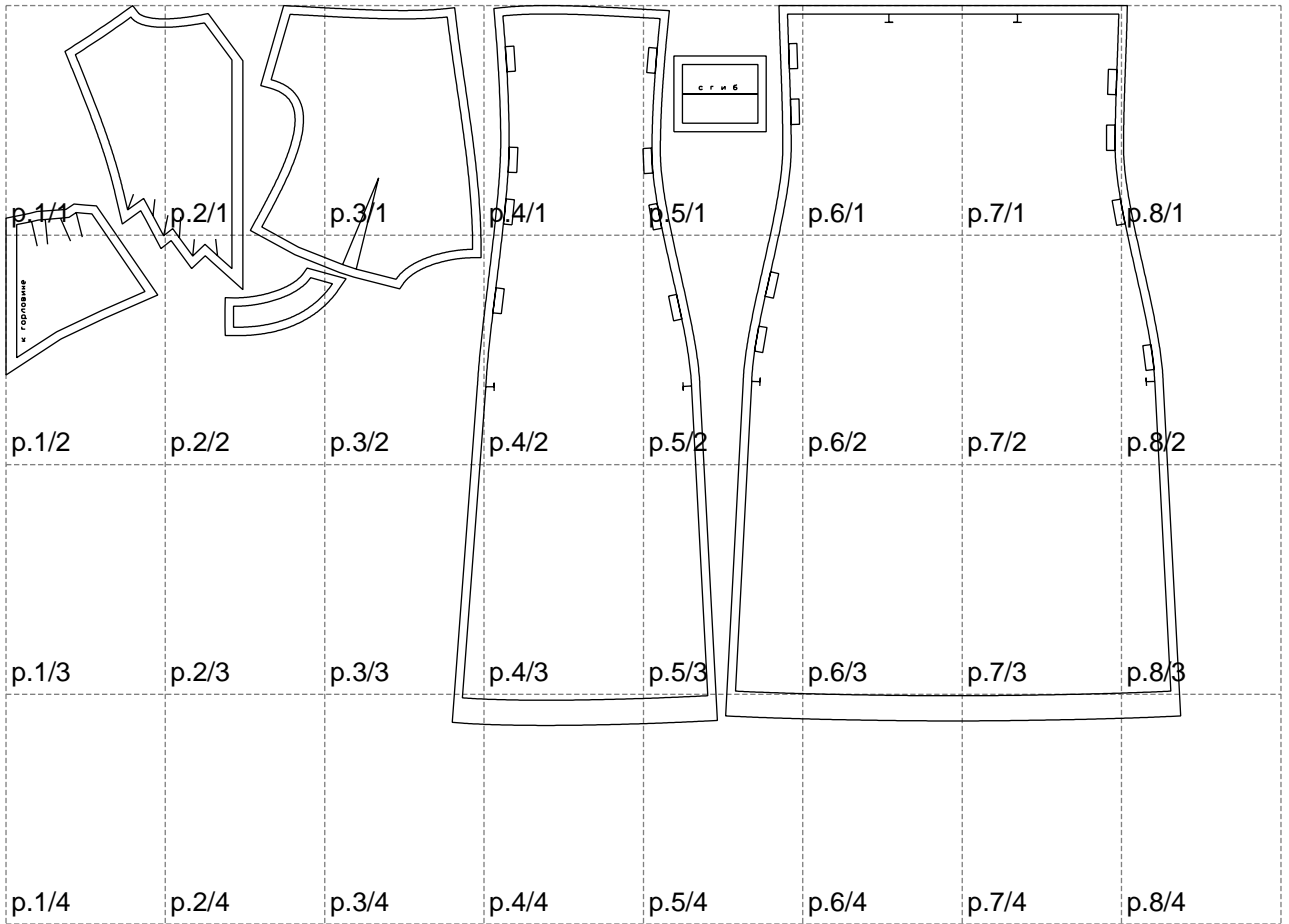 сгиб
p.1/1 p.2/1 p.3/1 p.4/1 p.5/1 p.6/1 p.7/1 p.8/1
к горловине
p.1/2 p.2/2 p.3/2 p.4/2 p.5/2 p.6/2 p.7/2 p.8/2
p.1/3 p.2/3 p.3/3 p.4/3 p.5/3 p.6/3 p.7/3 p.8/3
p.1/4 p.2/4 p.3/4 p.4/4 p.5/4 p.6/4 p.7/4 p.8/4